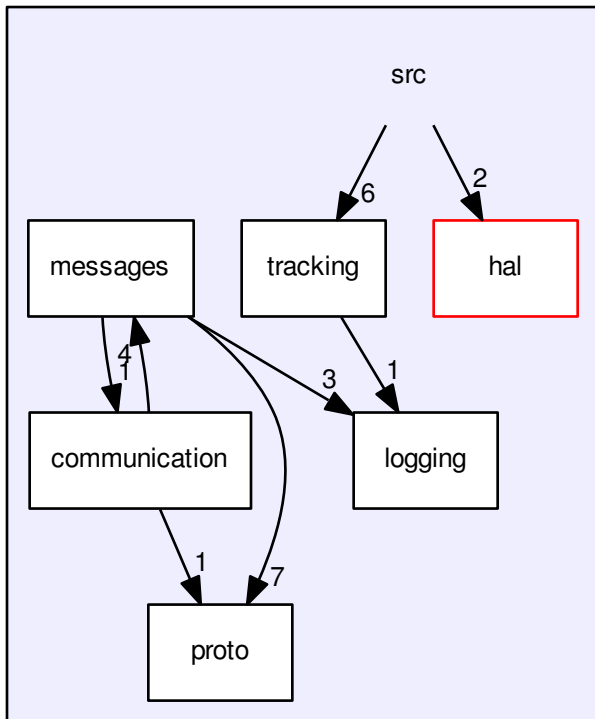 src
6
2
messages
tracking
hal
4
1
3
1
communication
logging
1
7
proto